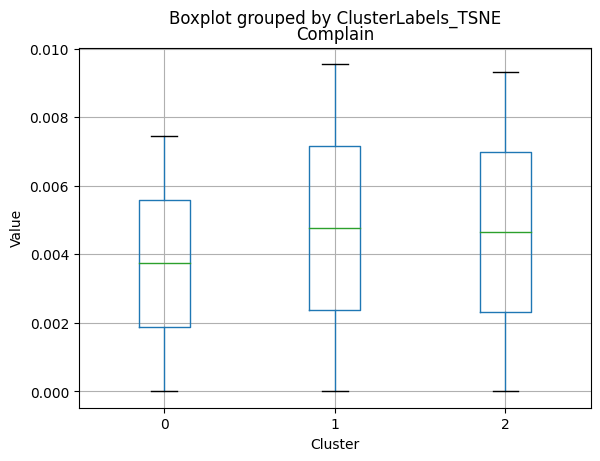 Boxplot grouped by ClusterLabels_TSNE
Complain
0.010
0.008
0.006
0.004
0.002
0.000
Value
0 1 2
Cluster